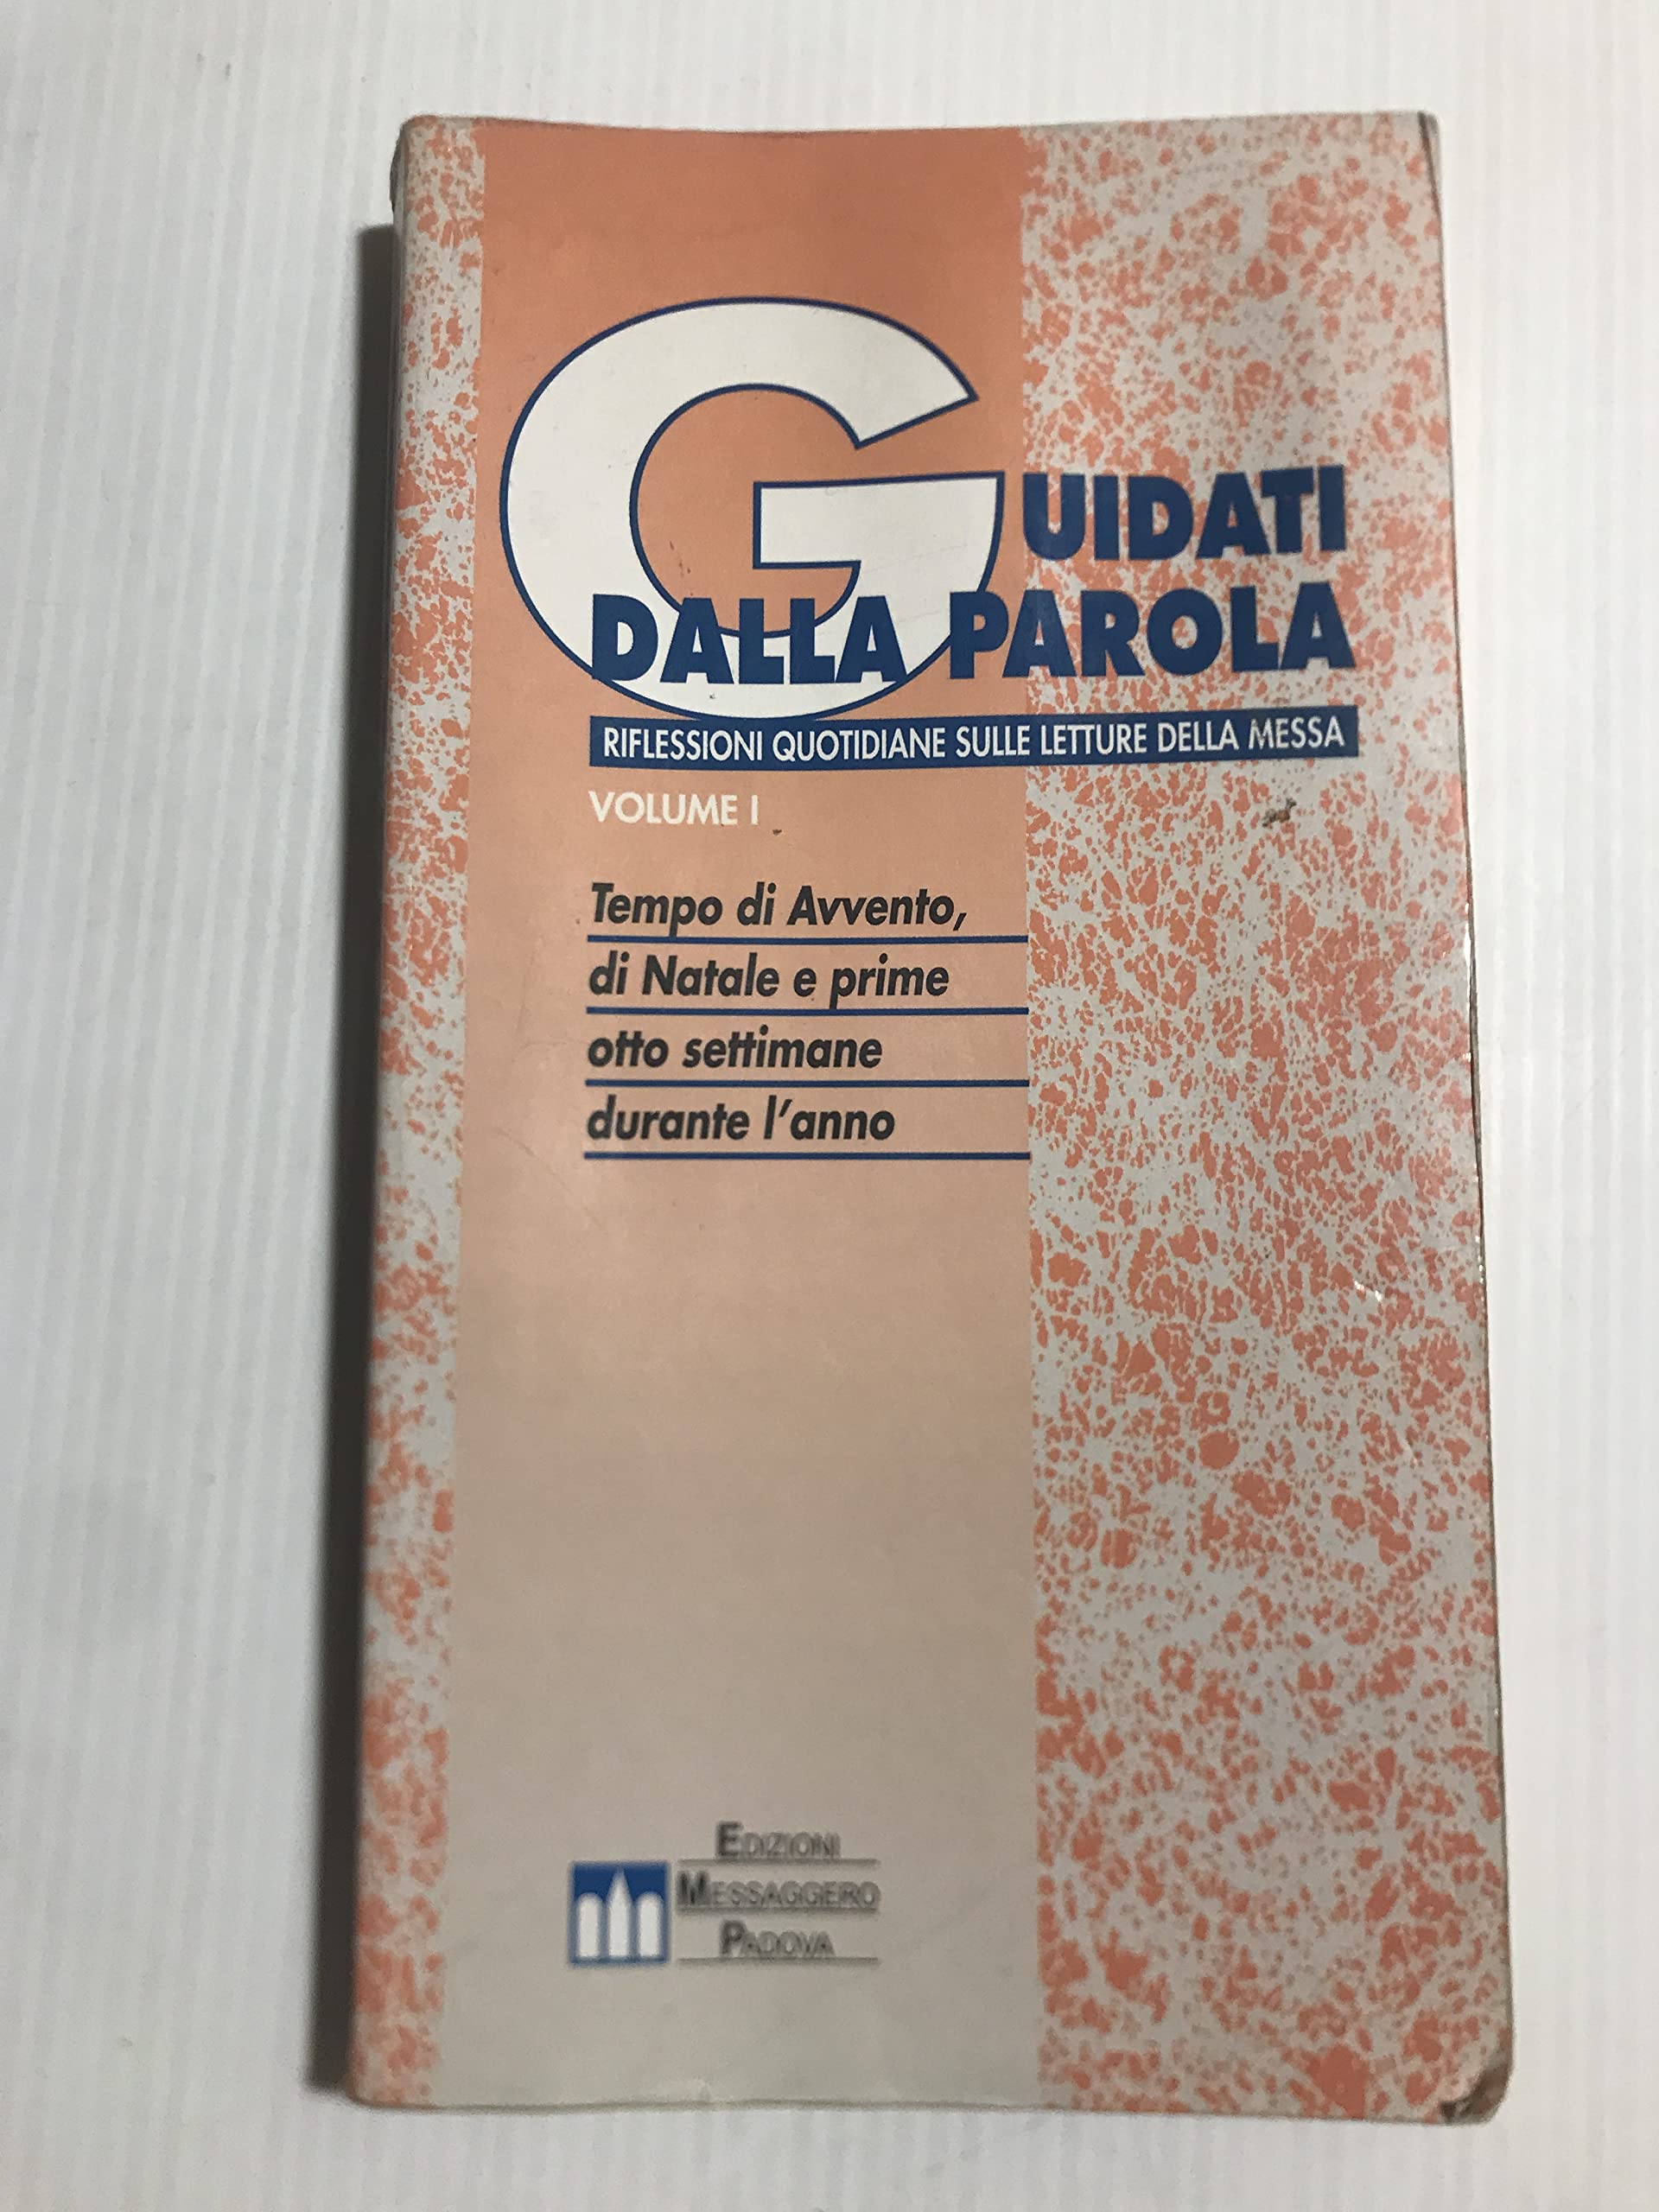 GUIDATI
DALLA PAROLA
RIFLESSIONI QUOTIDIANE SULLE LETTURE DELLA MESSA
VOLUME I
Tempo di Avvento,
di Natale e prime
otto settimane
durante l'anno
EDIZIONI
MESSAGGERO
PADOVA